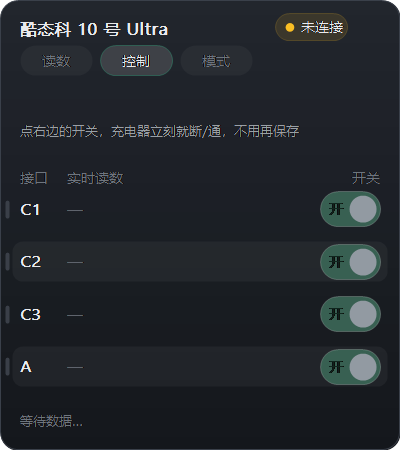 酷态科 10 号 Ultra
未连接
读数 控制 模式
点右边的开关，充电器立刻就断/通，不用再保存
接口 实时读数 开关
C1 — 开
C2 — 开
C3 — 开
A — 开
等待数据...